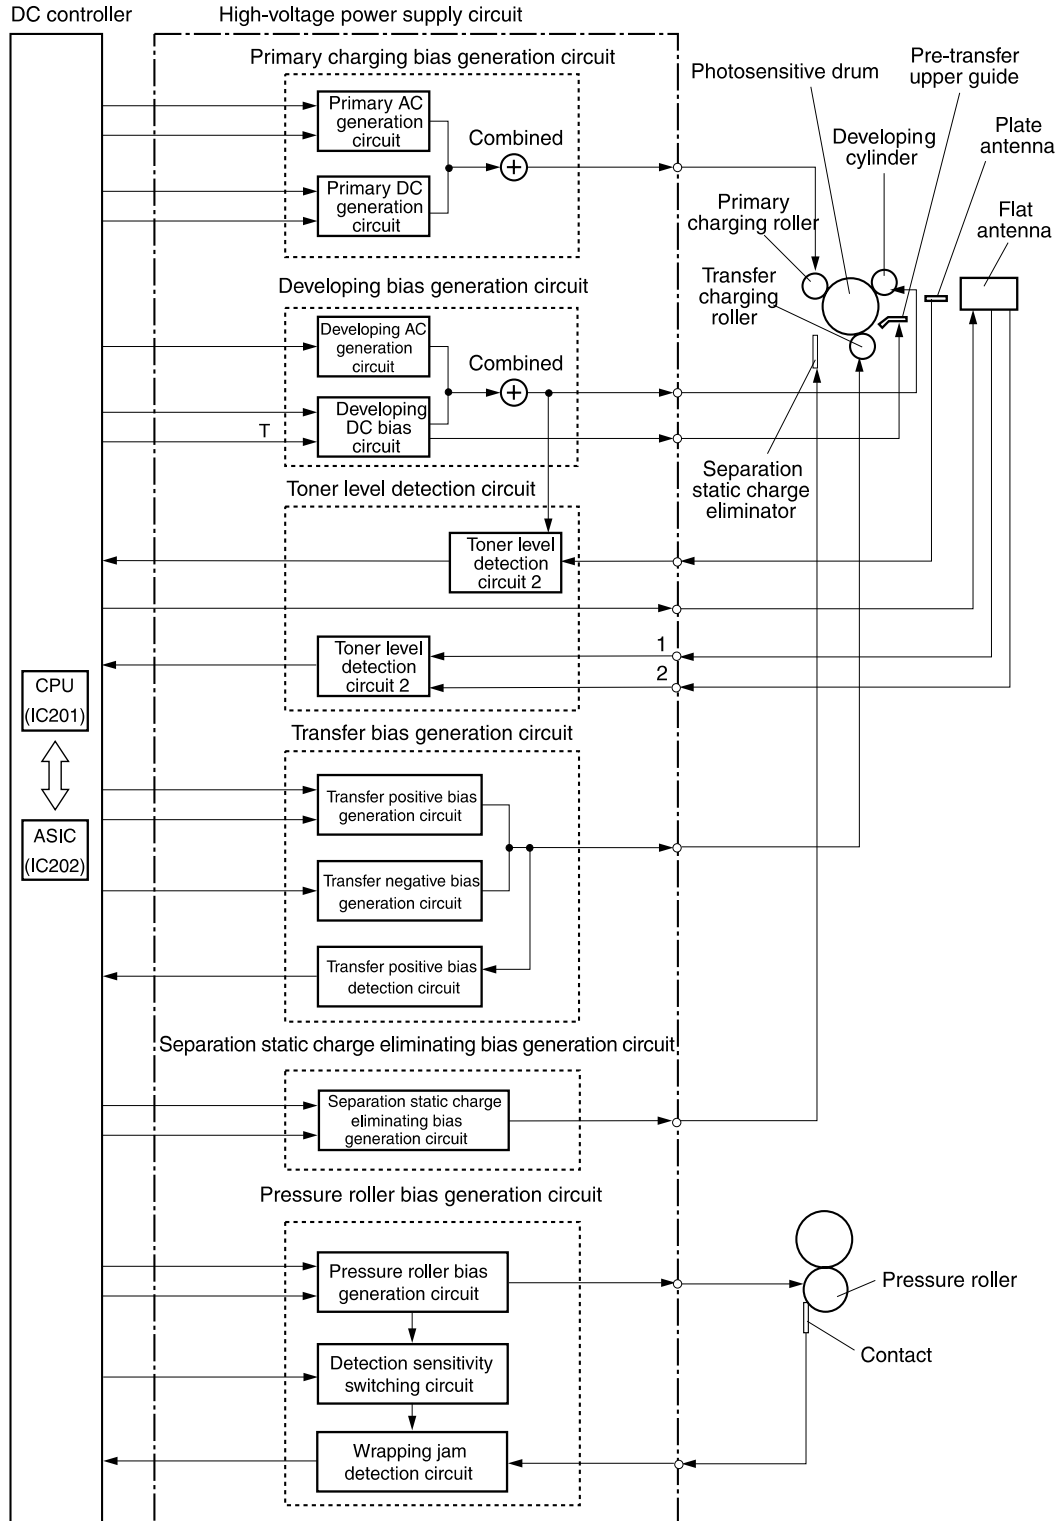 DC controller
High-voltage power supply circuit
Primary charging bias generation circuit
Primary AC
generation
circuit
Combined
Primary DC
generation
circuit
Photosensitive drum
Pre-transfer
upper guide
Developing
cylinder
Plate
antenna
Primary
charging roller
Flat
antenna
Transfer
charging
roller
Developing bias generation circuit
Developing AC
generation
circuit
Combined
Developing
DC bias
circuit
T
Separation
static charge
eliminator
Toner level detection circuit
Toner level
detection
circuit 2
Toner level
detection
circuit 2
1
2
CPU
(IC201)
ASIC
(IC202)
Transfer bias generation circuit
Transfer positive bias
generation circuit
Transfer negative bias
generation circuit
Transfer positive bias
detection circuit
Separation static charge eliminating bias generation circuit
Separation static charge
eliminating bias
generation circuit
Pressure roller bias generation circuit
Pressure roller bias
generation circuit
Detection sensitivity
switching circuit
Wrapping jam
detection circuit
Pressure roller
Contact